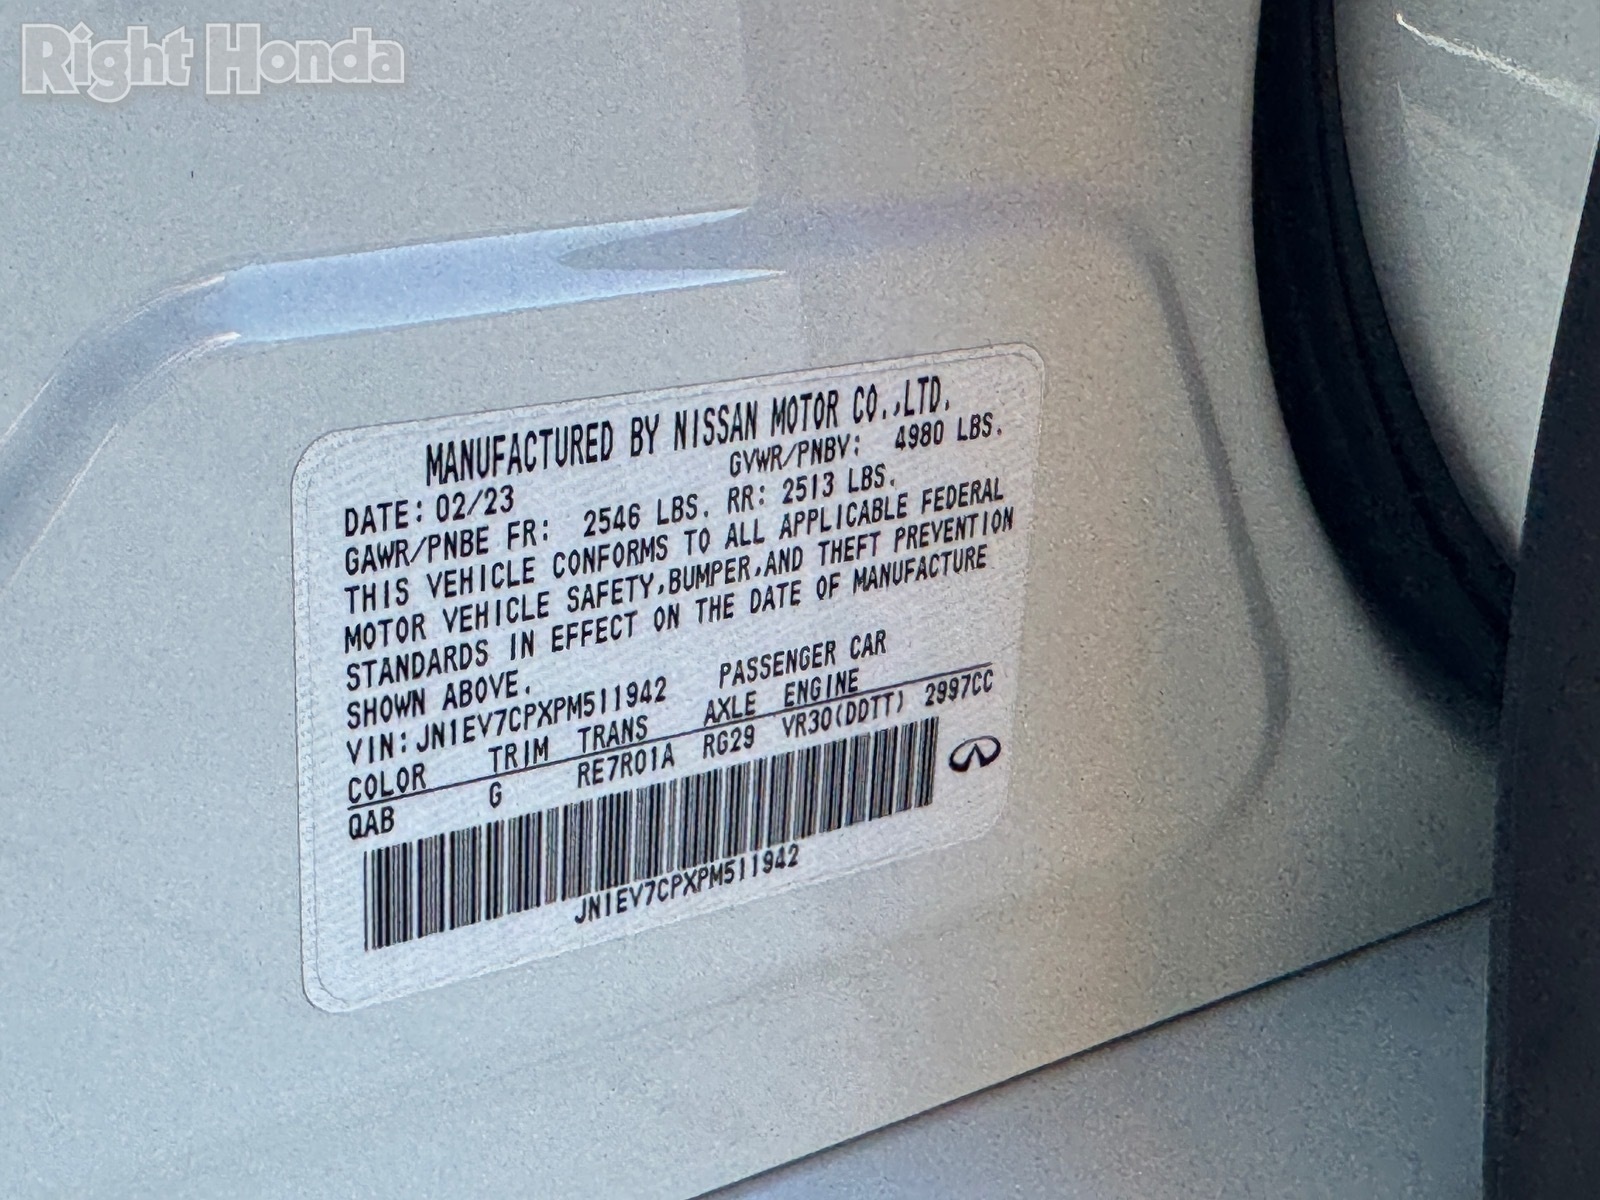 Right Honda
MANUFACTURED BY NISSAN MOTOR CO.,LTD.
DATE: 02/23 GVWR/PNBV: 4980 LBS.
GAWR/PNBE FR: 2546 LBS. RR: 2513 LBS.
THIS VEHICLE CONFORMS TO ALL APPLICABLE FEDERAL
MOTOR VEHICLE SAFETY,BUMPER,AND THEFT PREVENTION
STANDARDS IN EFFECT ON THE DATE OF MANUFACTURE
SHOWN ABOVE.
VIN: JN1EV7CPXPM511942 PASSENGER CAR
COLOR TRIM TRANS AXLE ENGINE
QAB G RE7R01A RG29 VR30(DDTT) 2997CC
JN1EV7CPXPM511942